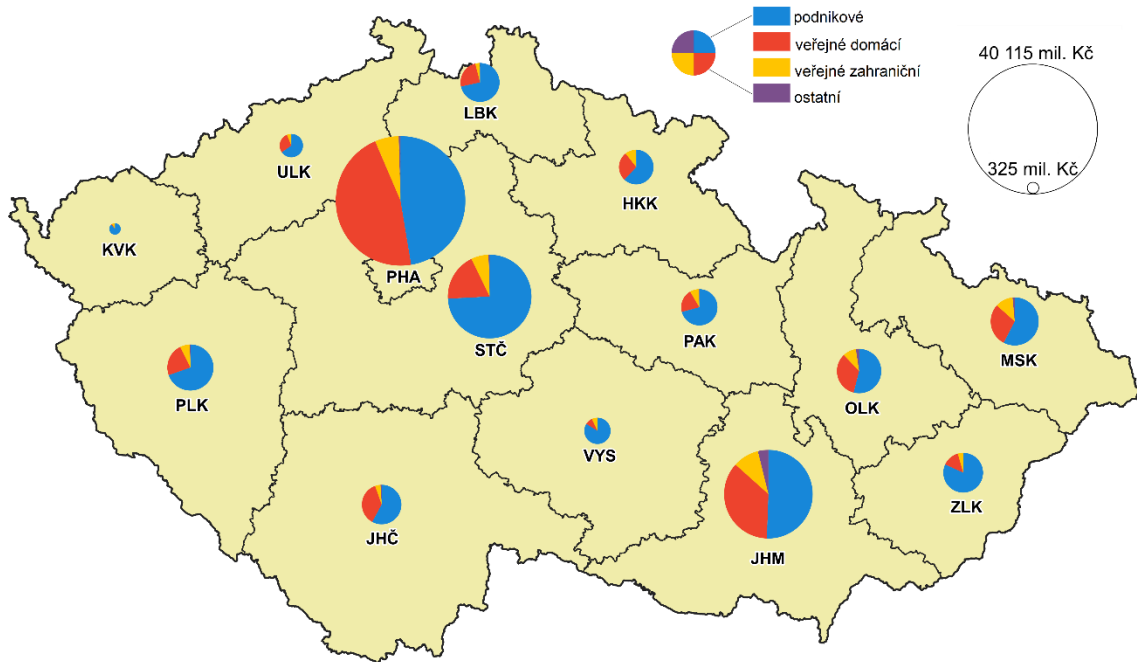 podnikové
veřejné domácí
veřejné zahraniční
ostatní
40 115 mil. Kč
325 mil. Kč
LBK
ULK
HKK
KVK
PHA
STČ
PAK
MSK
PLK
OLK
VYS
ZLK
JHČ
JHM